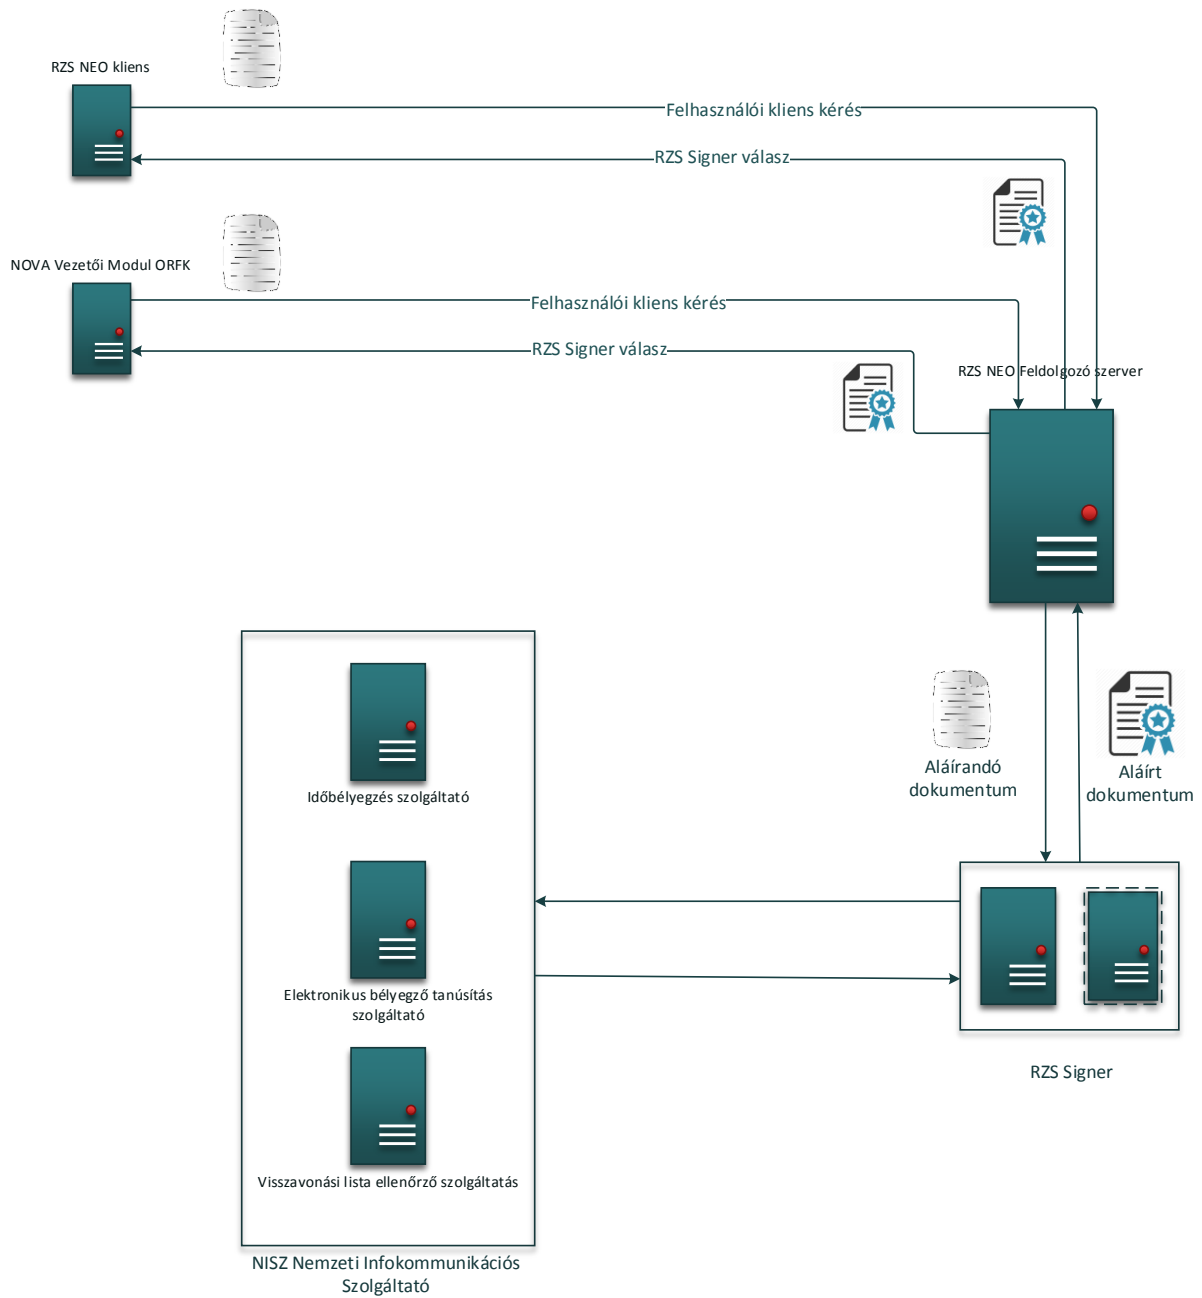 RZS NEO kliens
Felhasználói kliens kérés
RZS Signer válasz
NOVA Vezetői Modul ORFK
Felhasználói kliens kérés
RZS Signer válasz
RZS NEO Feldolgozó szerver
Aláírandó
dokumentum
Aláírt
dokumentum
Időbélyegzés szolgáltató
Elektronikus bélyegző tanúsítás
szolgáltató
RZS Signer
Visszavonási lista ellenőrző szolgáltatás
NISZ Nemzeti Infokommunikációs
Szolgáltató